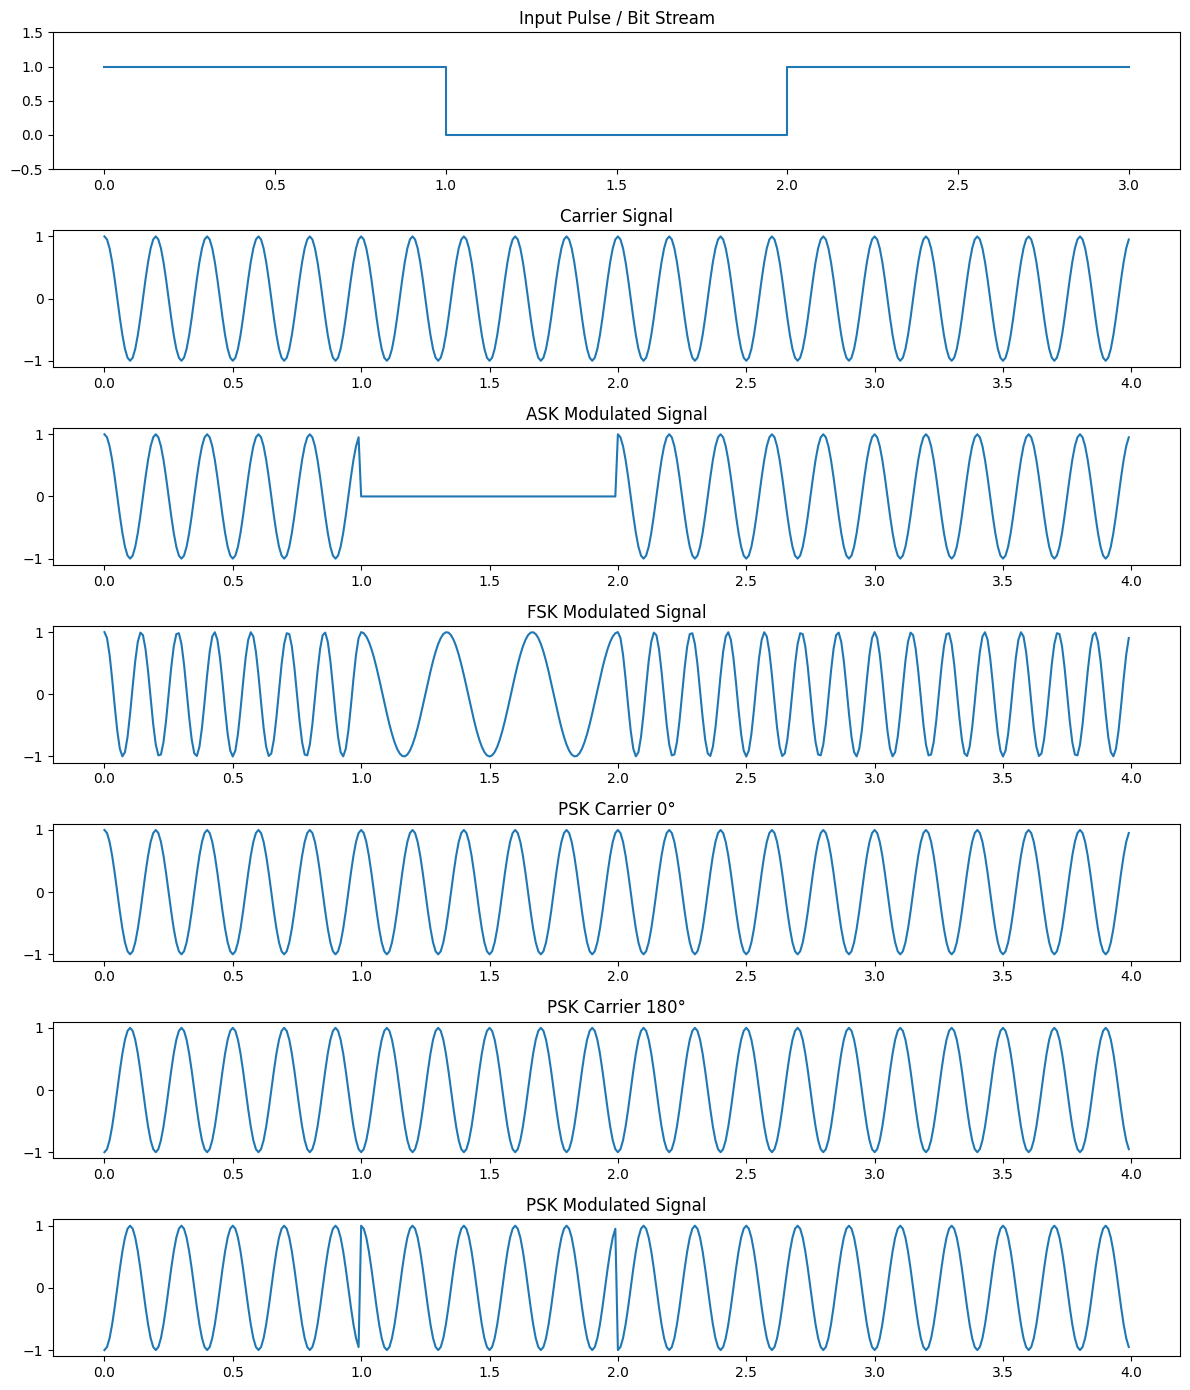 Input Pulse / Bit Stream
1.5
1.0
0.5
0.0
−0.5
0.0 0.5 1.0 1.5 2.0 2.5 3.0
Carrier Signal
1
0
−1
0.0 0.5 1.0 1.5 2.0 2.5 3.0 3.5 4.0
ASK Modulated Signal
1
0
−1
0.0 0.5 1.0 1.5 2.0 2.5 3.0 3.5 4.0
FSK Modulated Signal
1
0
−1
0.0 0.5 1.0 1.5 2.0 2.5 3.0 3.5 4.0
PSK Carrier 0°
1
0
−1
0.0 0.5 1.0 1.5 2.0 2.5 3.0 3.5 4.0
PSK Carrier 180°
1
0
−1
0.0 0.5 1.0 1.5 2.0 2.5 3.0 3.5 4.0
PSK Modulated Signal
1
0
−1
0.0 0.5 1.0 1.5 2.0 2.5 3.0 3.5 4.0